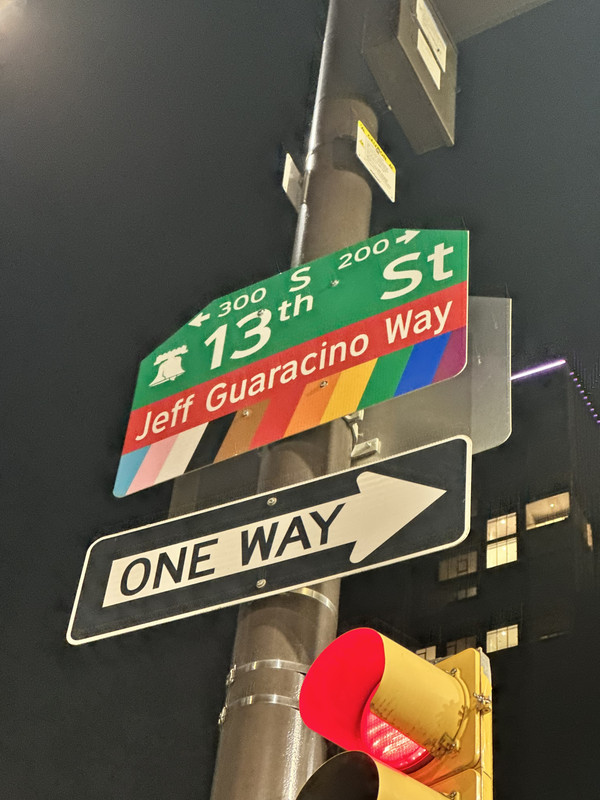 ← 300 S 200 →
13th St
Jeff Guaracino Way
ONE WAY